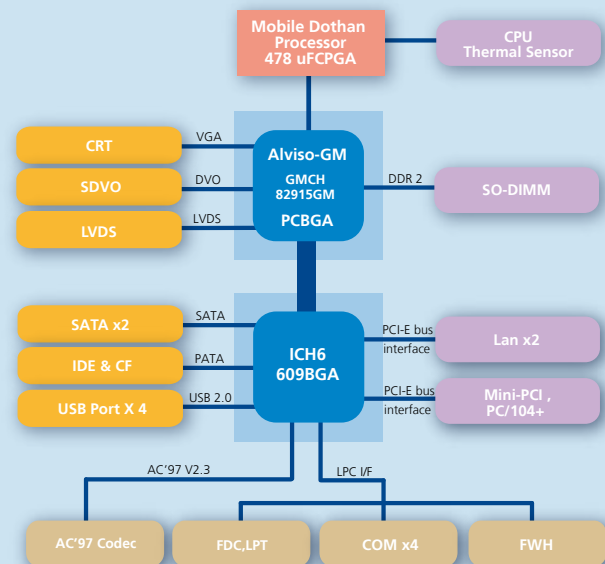 Mobile Dothan
Processor
478 uFCPGA
CPU
Thermal Sensor
CRT
VGA
SDVO
DVO
LVDS
LVDS
Alviso-GM
GMCH
82915GM
PCBGA
DDR 2
SO-DIMM
SATA x2
SATA
IDE & CF
PATA
USB Port X 4
USB 2.0
ICH6
609BGA
PCI-E bus
interface
Lan x2
PCI-E bus
interface
Mini-PCI ,
PC/104+
AC'97 V2.3
LPC I/F
AC'97 Codec
FDC,LPT
COM x4
FWH